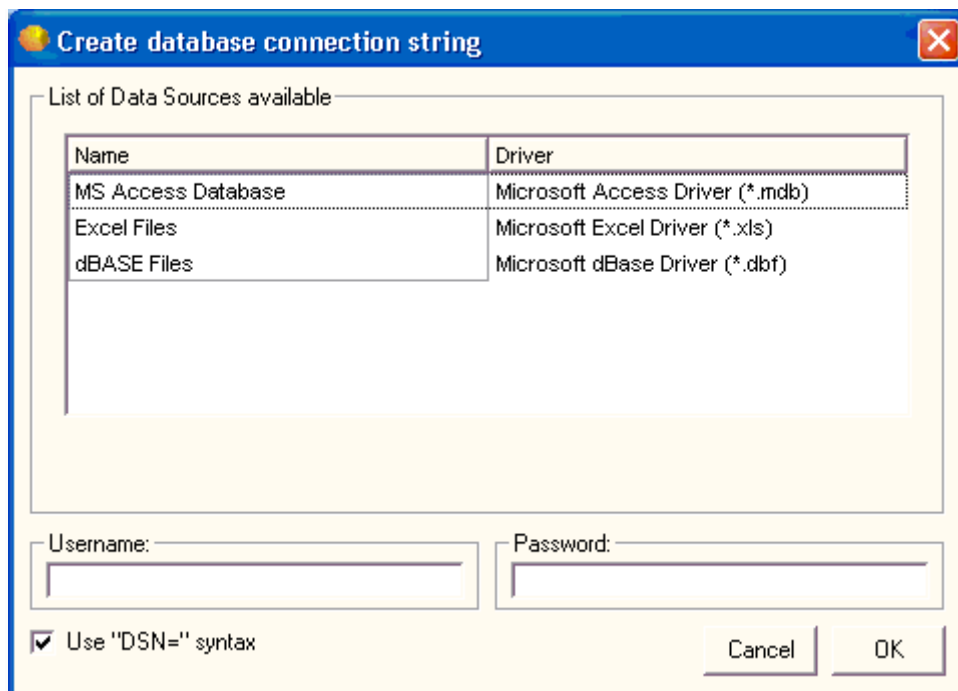 Create database connection string
List of Data Sources available
Name Driver
MS Access Database Microsoft Access Driver (*.mdb)
Excel Files Microsoft Excel Driver (*.xls)
dBASE Files Microsoft dBase Driver (*.dbf)
Username: Password:
Use "DSN=" syntax
Cancel OK